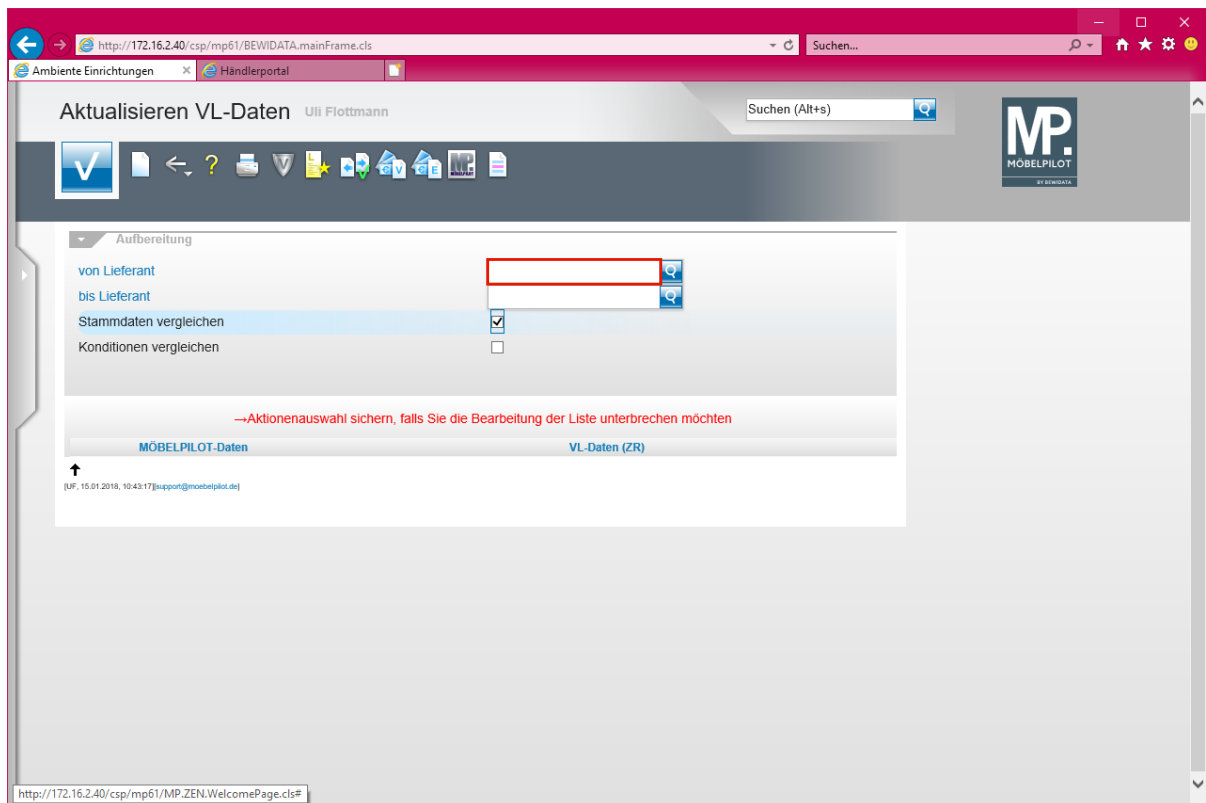 http://172.16.2.40/csp/mp61/BEWIDATA.mainFrame.cls
Suchen...
Ambiente Einrichtungen
Händlerportal
Aktualisieren VL-Daten Uli Flottmann
Suchen (Alt+s)
MP.
MÖBELPILOT
BY BEWIDATA
Aufbereitung
von Lieferant
bis Lieferant
Stammdaten vergleichen
Konditionen vergleichen
→Aktionenauswahl sichern, falls Sie die Bearbeitung der Liste unterbrechen möchten
MÖBELPILOT-Daten VL-Daten (ZR)
[UF, 15.01.2018, 10:43:17][support@moebelpilot.de]
http://172.16.2.40/csp/mp61/MP.ZEN.WelcomePage.cls#